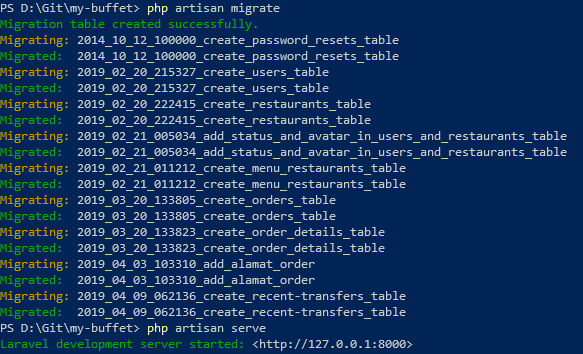 PS D:\Git\my-buffet> php artisan migrate
Migration table created successfully.
Migrating: 2014_10_12_100000_create_password_resets_table
Migrated:  2014_10_12_100000_create_password_resets_table
Migrating: 2019_02_20_215327_create_users_table
Migrated:  2019_02_20_215327_create_users_table
Migrating: 2019_02_20_222415_create_restaurants_table
Migrated:  2019_02_20_222415_create_restaurants_table
Migrating: 2019_02_21_005034_add_status_and_avatar_in_users_and_restaurants_table
Migrated:  2019_02_21_005034_add_status_and_avatar_in_users_and_restaurants_table
Migrating: 2019_02_21_011212_create_menu_restaurants_table
Migrated:  2019_02_21_011212_create_menu_restaurants_table
Migrating: 2019_03_20_133805_create_orders_table
Migrated:  2019_03_20_133805_create_orders_table
Migrating: 2019_03_20_133823_create_order_details_table
Migrated:  2019_03_20_133823_create_order_details_table
Migrating: 2019_04_03_103310_add_alamat_order
Migrated:  2019_04_03_103310_add_alamat_order
Migrating: 2019_04_09_062136_create_recent-transfers_table
Migrated:  2019_04_09_062136_create_recent-transfers_table
PS D:\Git\my-buffet> php artisan serve
Laravel development server started: <http://127.0.0.1:8000>